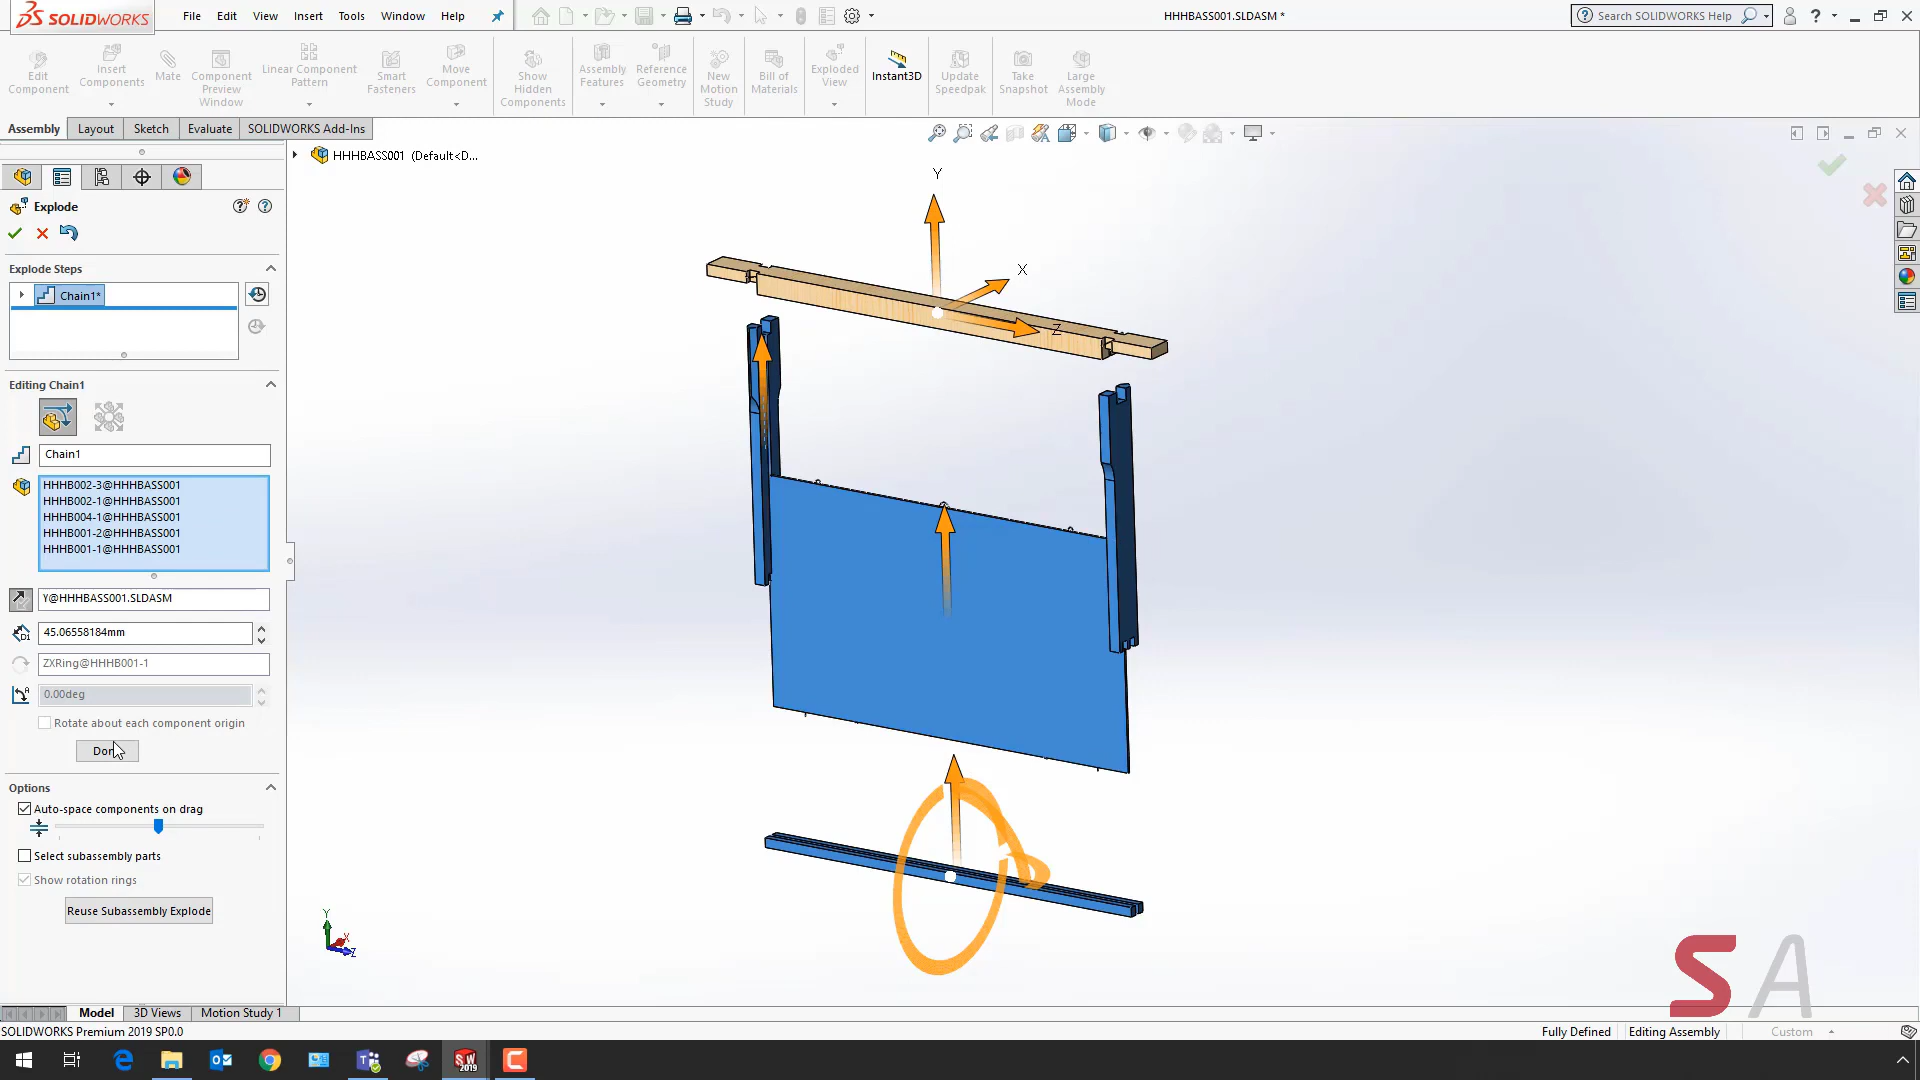 SOLIDWORKS
File Edit View Insert Tools Window Help
HHHBASS001.SLDASM *
Search SOLIDWORKS Help
Edit Component
Insert Components
Mate
Component Preview Window
Linear Component Pattern
Smart Fasteners
Move Component
Show Hidden Components
Assembly Features
Reference Geometry
New Motion Study
Bill of Materials
Exploded View
Instant3D
Update Speedpak
Take Snapshot
Large Assembly Mode
Assembly Layout Sketch Evaluate SOLIDWORKS Add-Ins
HHHBASS001 (Default<D...
Explode
Explode Steps
Chain1*
Editing Chain1
Chain1
HHHB002-3@HHHBASS001
HHHB002-1@HHHBASS001
HHHB004-1@HHHBASS001
HHHB001-2@HHHBASS001
HHHB001-1@HHHBASS001
Y@HHHBASS001.SLDASM
D1
45.06558184mm
ZXRing@HHHB001-1
0.00deg
Rotate about each component origin
Options
Auto-space components on drag
Select subassembly parts
Show rotation rings
Reuse Subassembly Explode
Y
X
Z
Y
X
Z
SA
Model 3D Views Motion Study 1
SOLIDWORKS Premium 2019 SP0.0
Fully Defined Editing Assembly Custom
SW 2019